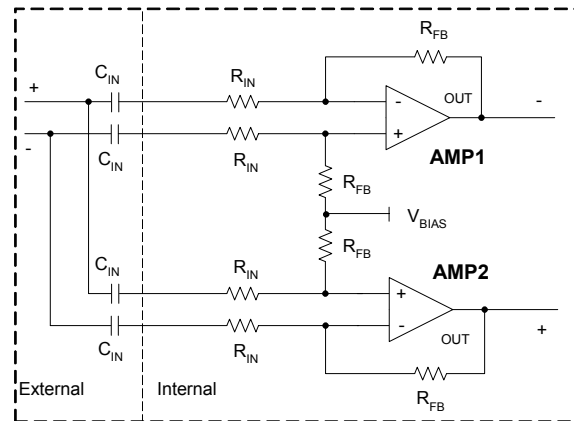 R_FB
+ C_IN R_IN - OUT -
- C_IN R_IN + AMP1
R_FB
V_BIAS
R_FB
C_IN R_IN AMP2
+
C_IN R_IN - OUT +
R_FB
External Internal